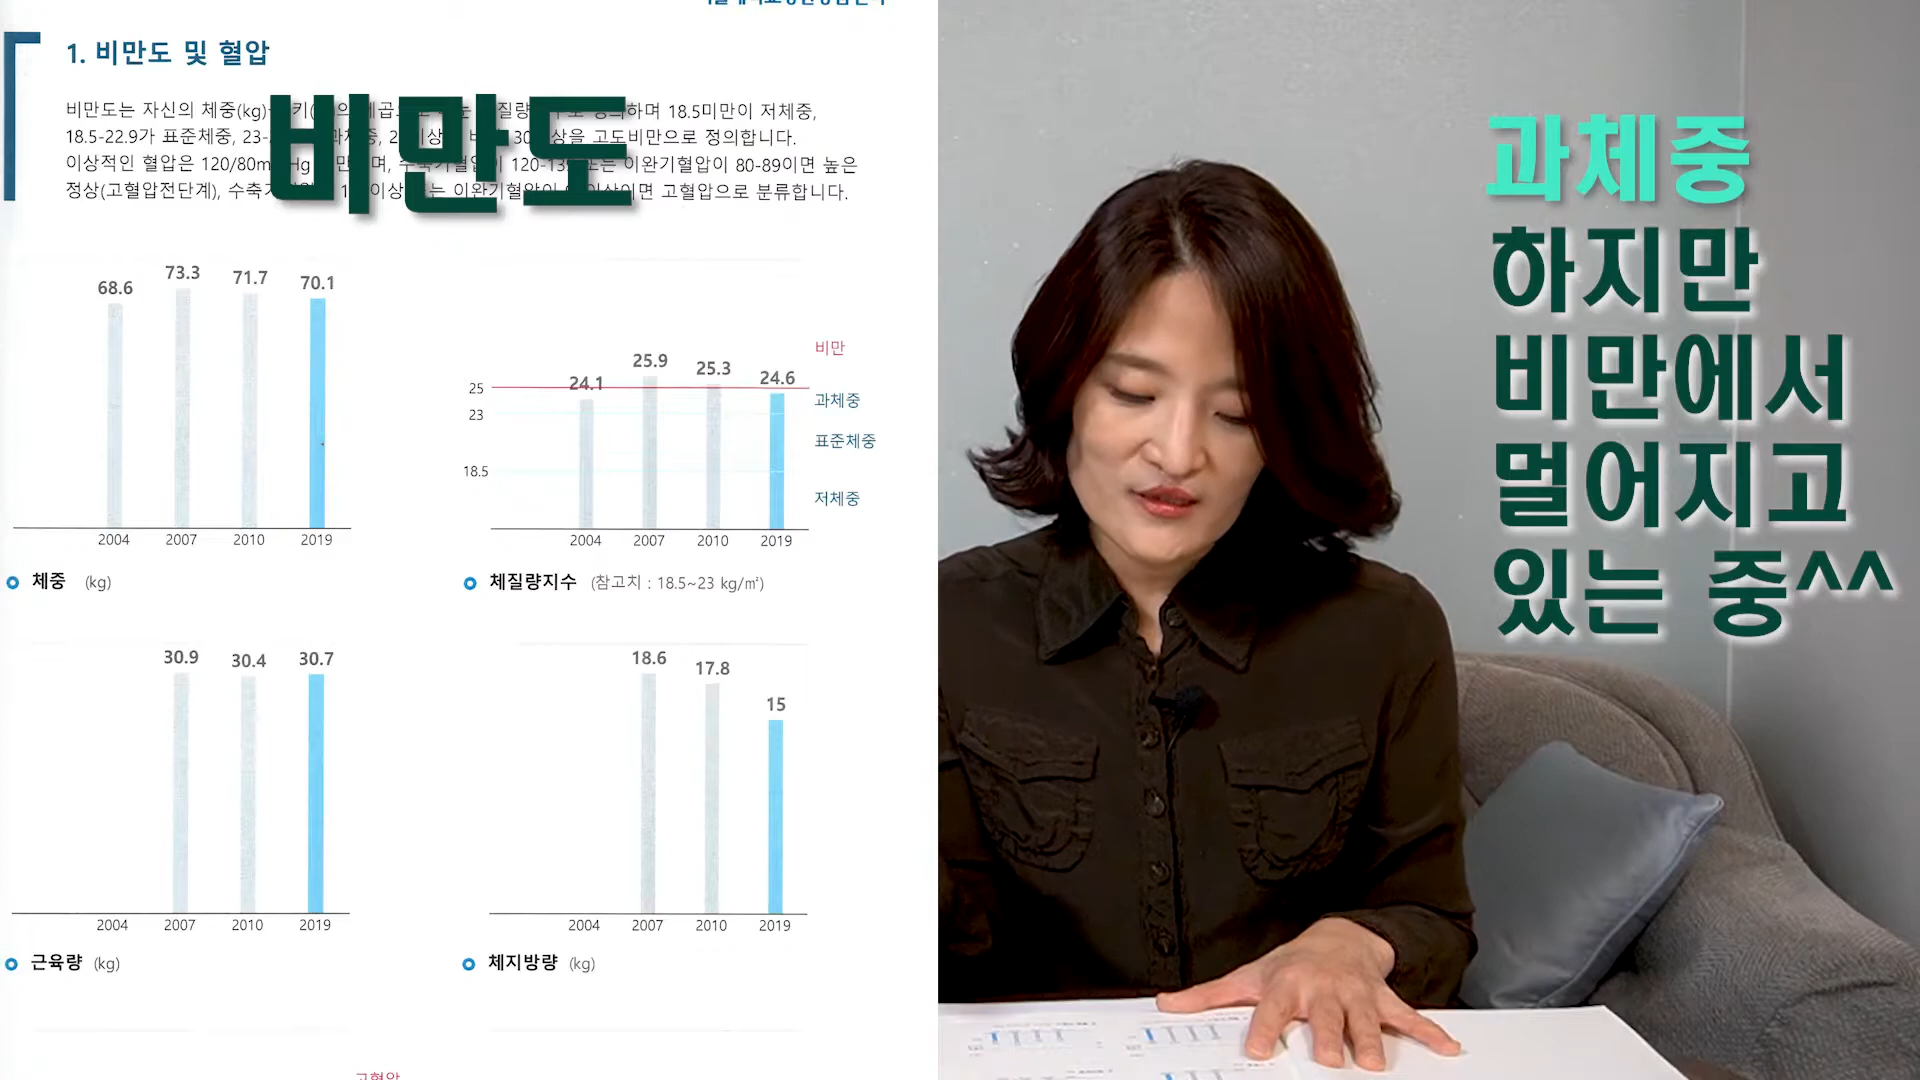 1. 비만도 및 혈압
비만도
비만도는 자신의 체중(kg) 하며 18.5미만이 저체중,
18.5-22.9가 표준체중, 상을 고도비만으로 정의합니다.
이상적인 혈압은 이완기혈압이 80-89이면 높은
정상(고혈압전단계), 이면 고혈압으로 분류합니다.
68.6 73.3 71.7 70.1
2004 2007 2010 2019
체중 (kg)
24.1 25.9 25.3 24.6
25
23
18.5
비만
과체중
표준체중
저체중
2004 2007 2010 2019
체질량지수 (참고치 : 18.5~23 kg/㎡)
30.9 30.4 30.7
2004 2007 2010 2019
근육량 (kg)
18.6 17.8 15
2004 2007 2010 2019
체지방량 (kg)
과체중
하지만
비만에서
멀어지고
있는 중^^